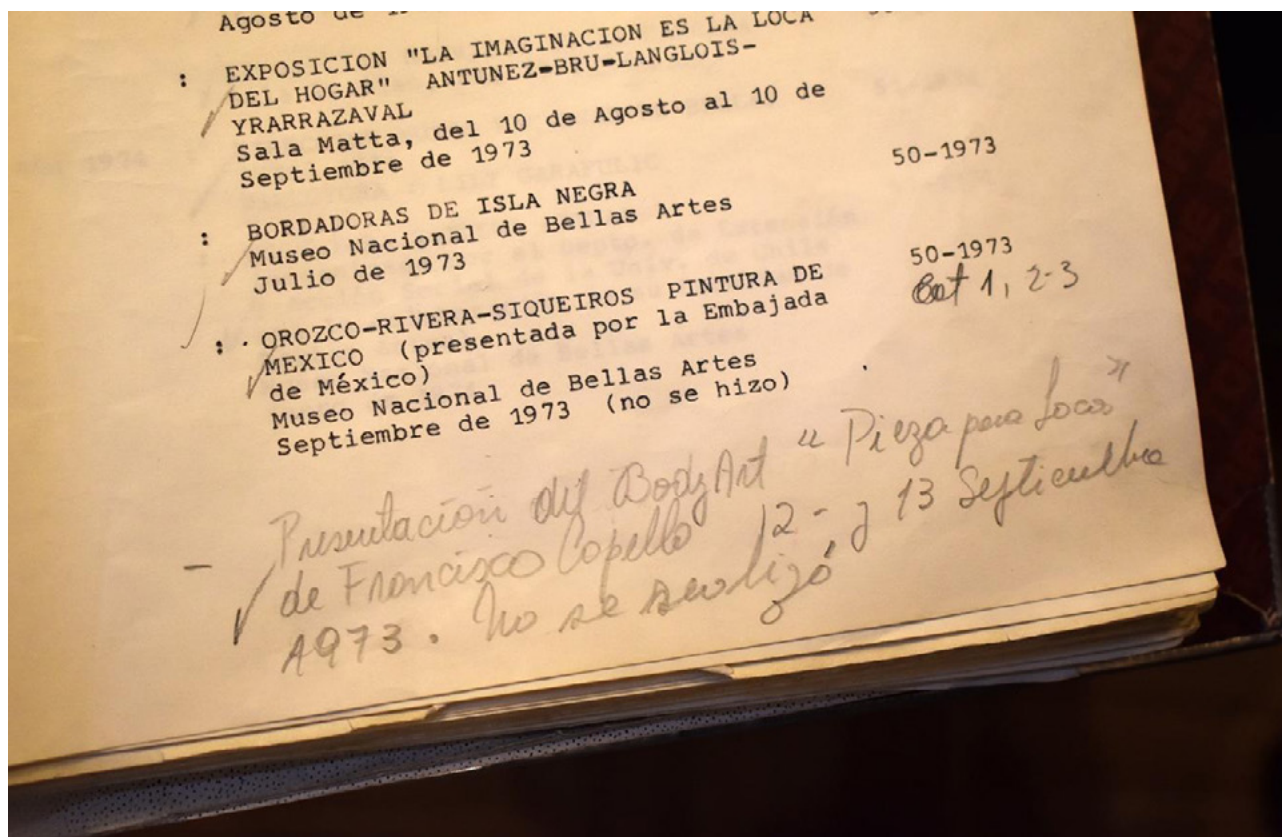 Agosto de
: EXPOSICION "LA IMAGINACION ES LA LOCA
DEL HOGAR" ANTUNEZ-BRU-LANGLOIS-
YRARRAZAVAL
Sala Matta, del 10 de Agosto al 10 de
Septiembre de 1973
: BORDADORAS DE ISLA NEGRA 50-1973
Museo Nacional de Bellas Artes
Julio de 1973
: OROZCO-RIVERA-SIQUEIROS PINTURA DE 50-1973
MEXICO (presentada por la Embajada Cat 1, 2-3
de México)
Museo Nacional de Bellas Artes
Septiembre de 1973 (no se hizo)
- Presentación del Body Art "Pieza para Locos"
de Francisco Copello 12- y 13 Septiembre
1973. No se realizó